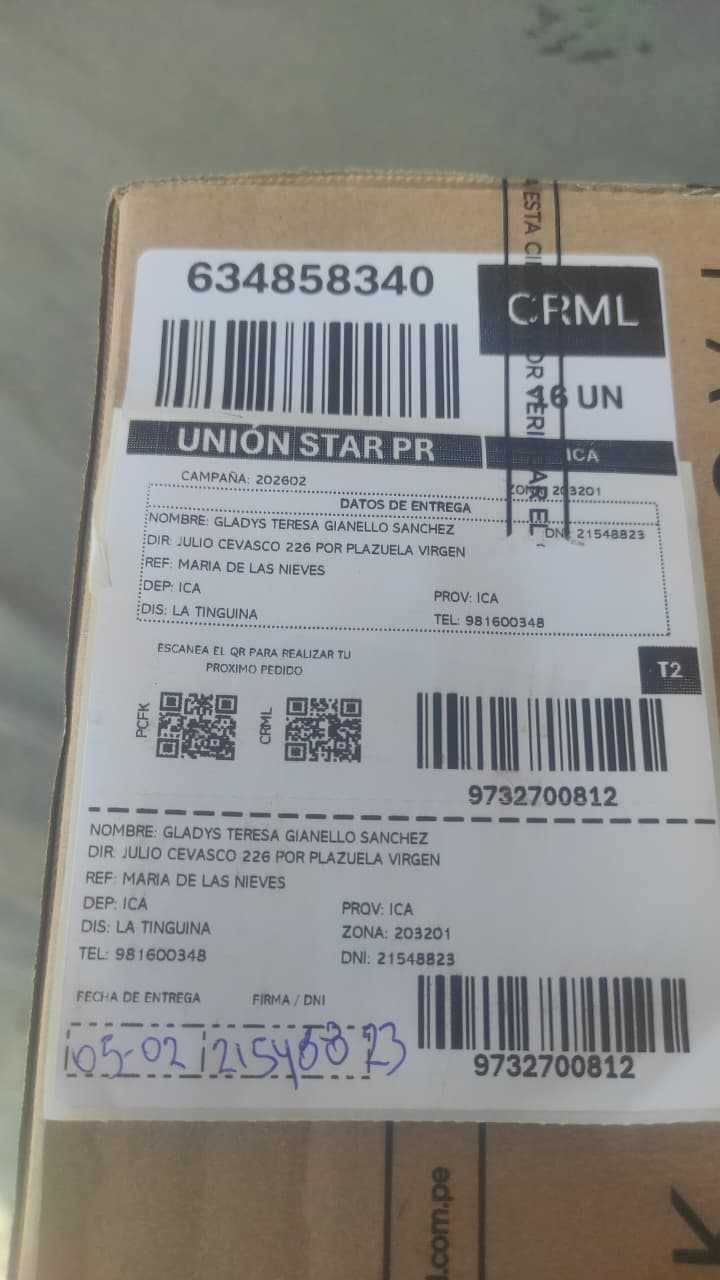 634858340
CRML
16 UN
UNIÓN STAR PR
ICA
CAMPAÑA: 202602
ZONA: 203201
DATOS DE ENTREGA
NOMBRE: GLADYS TERESA GIANELLO SANCHEZ
DNI: 21548823
DIR: JULIO CEVASCO 226 POR PLAZUELA VIRGEN
REF: MARIA DE LAS NIEVES
DEP: ICA
PROV: ICA
DIS: LA TINGUINA
TEL: 981600348
ESCANEA EL QR PARA REALIZAR TU
PROXIMO PEDIDO
T2
PCFK
CRML
9732700812
NOMBRE: GLADYS TERESA GIANELLO SANCHEZ
DIR: JULIO CEVASCO 226 POR PLAZUELA VIRGEN
REF: MARIA DE LAS NIEVES
DEP: ICA
PROV: ICA
DIS: LA TINGUINA
ZONA: 203201
TEL: 981600348
DNI: 21548823
FECHA DE ENTREGA
FIRMA / DNI
05-02
21548823
9732700812
A ESTA
EL
.com.pe
K